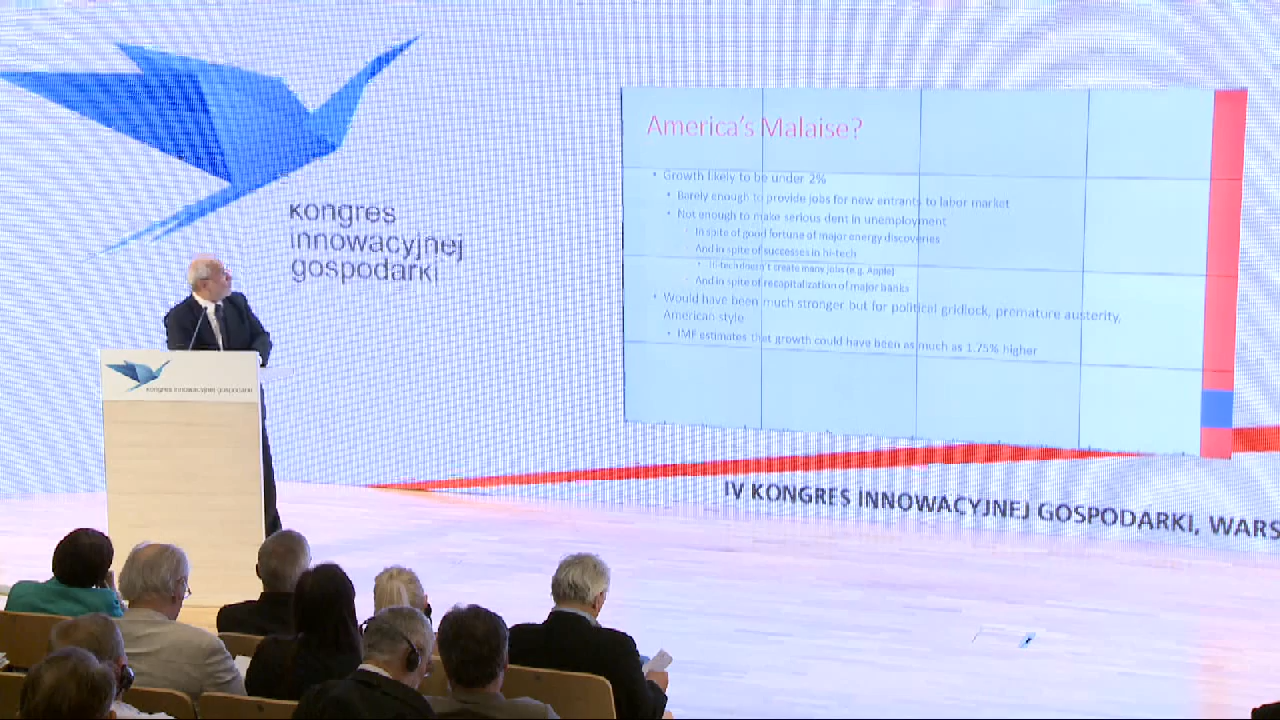 kongres
innowacyjnej
gospodarki
America's Malaise?
• Growth likely to be under 2%
• Barely enough to provide jobs for new entrants to labor market
• Not enough to make serious dent in unemployment
In spite of good fortune of major energy discoveries
And in spite of successes in hi-tech
• Hi-tech doesn't create many jobs (e.g. Apple)
And in spite of recapitalization of major banks
• Would have been much stronger but for political gridlock, premature austerity,
American style
• IMF estimates that growth could have been as much as 1.75% higher
kongres innowacyjnej gospodarki
IV KONGRES INNOWACYJNEJ GOSPODARKI, WARS